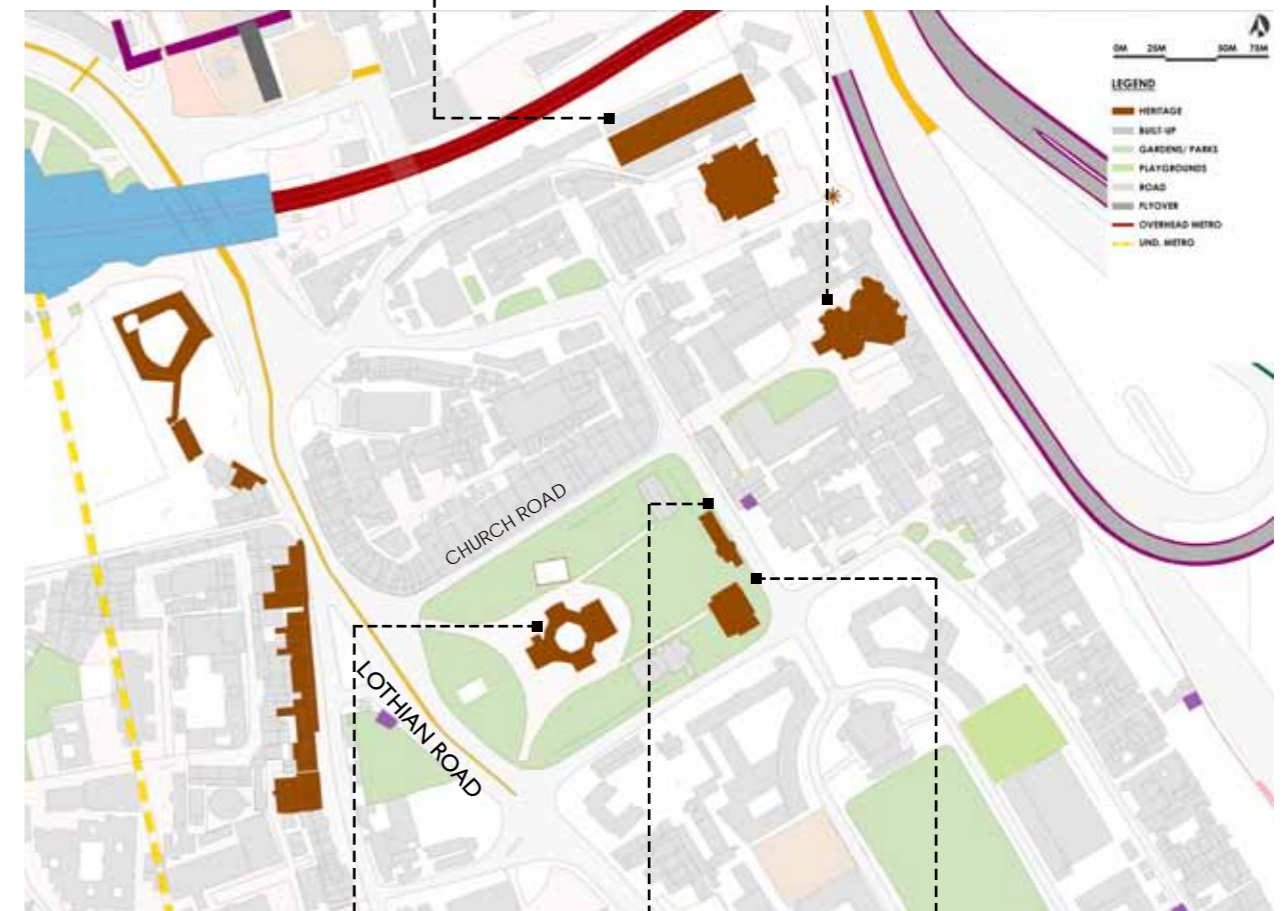 0M 25M 50M 75M
LEGEND
HERITAGE
BUILT-UP
GARDENS/ PARKS
PLAYGROUNDS
ROAD
FLYOVER
OVERHEAD METRO
UND. METRO
CHURCH ROAD
LOTHIAN ROAD